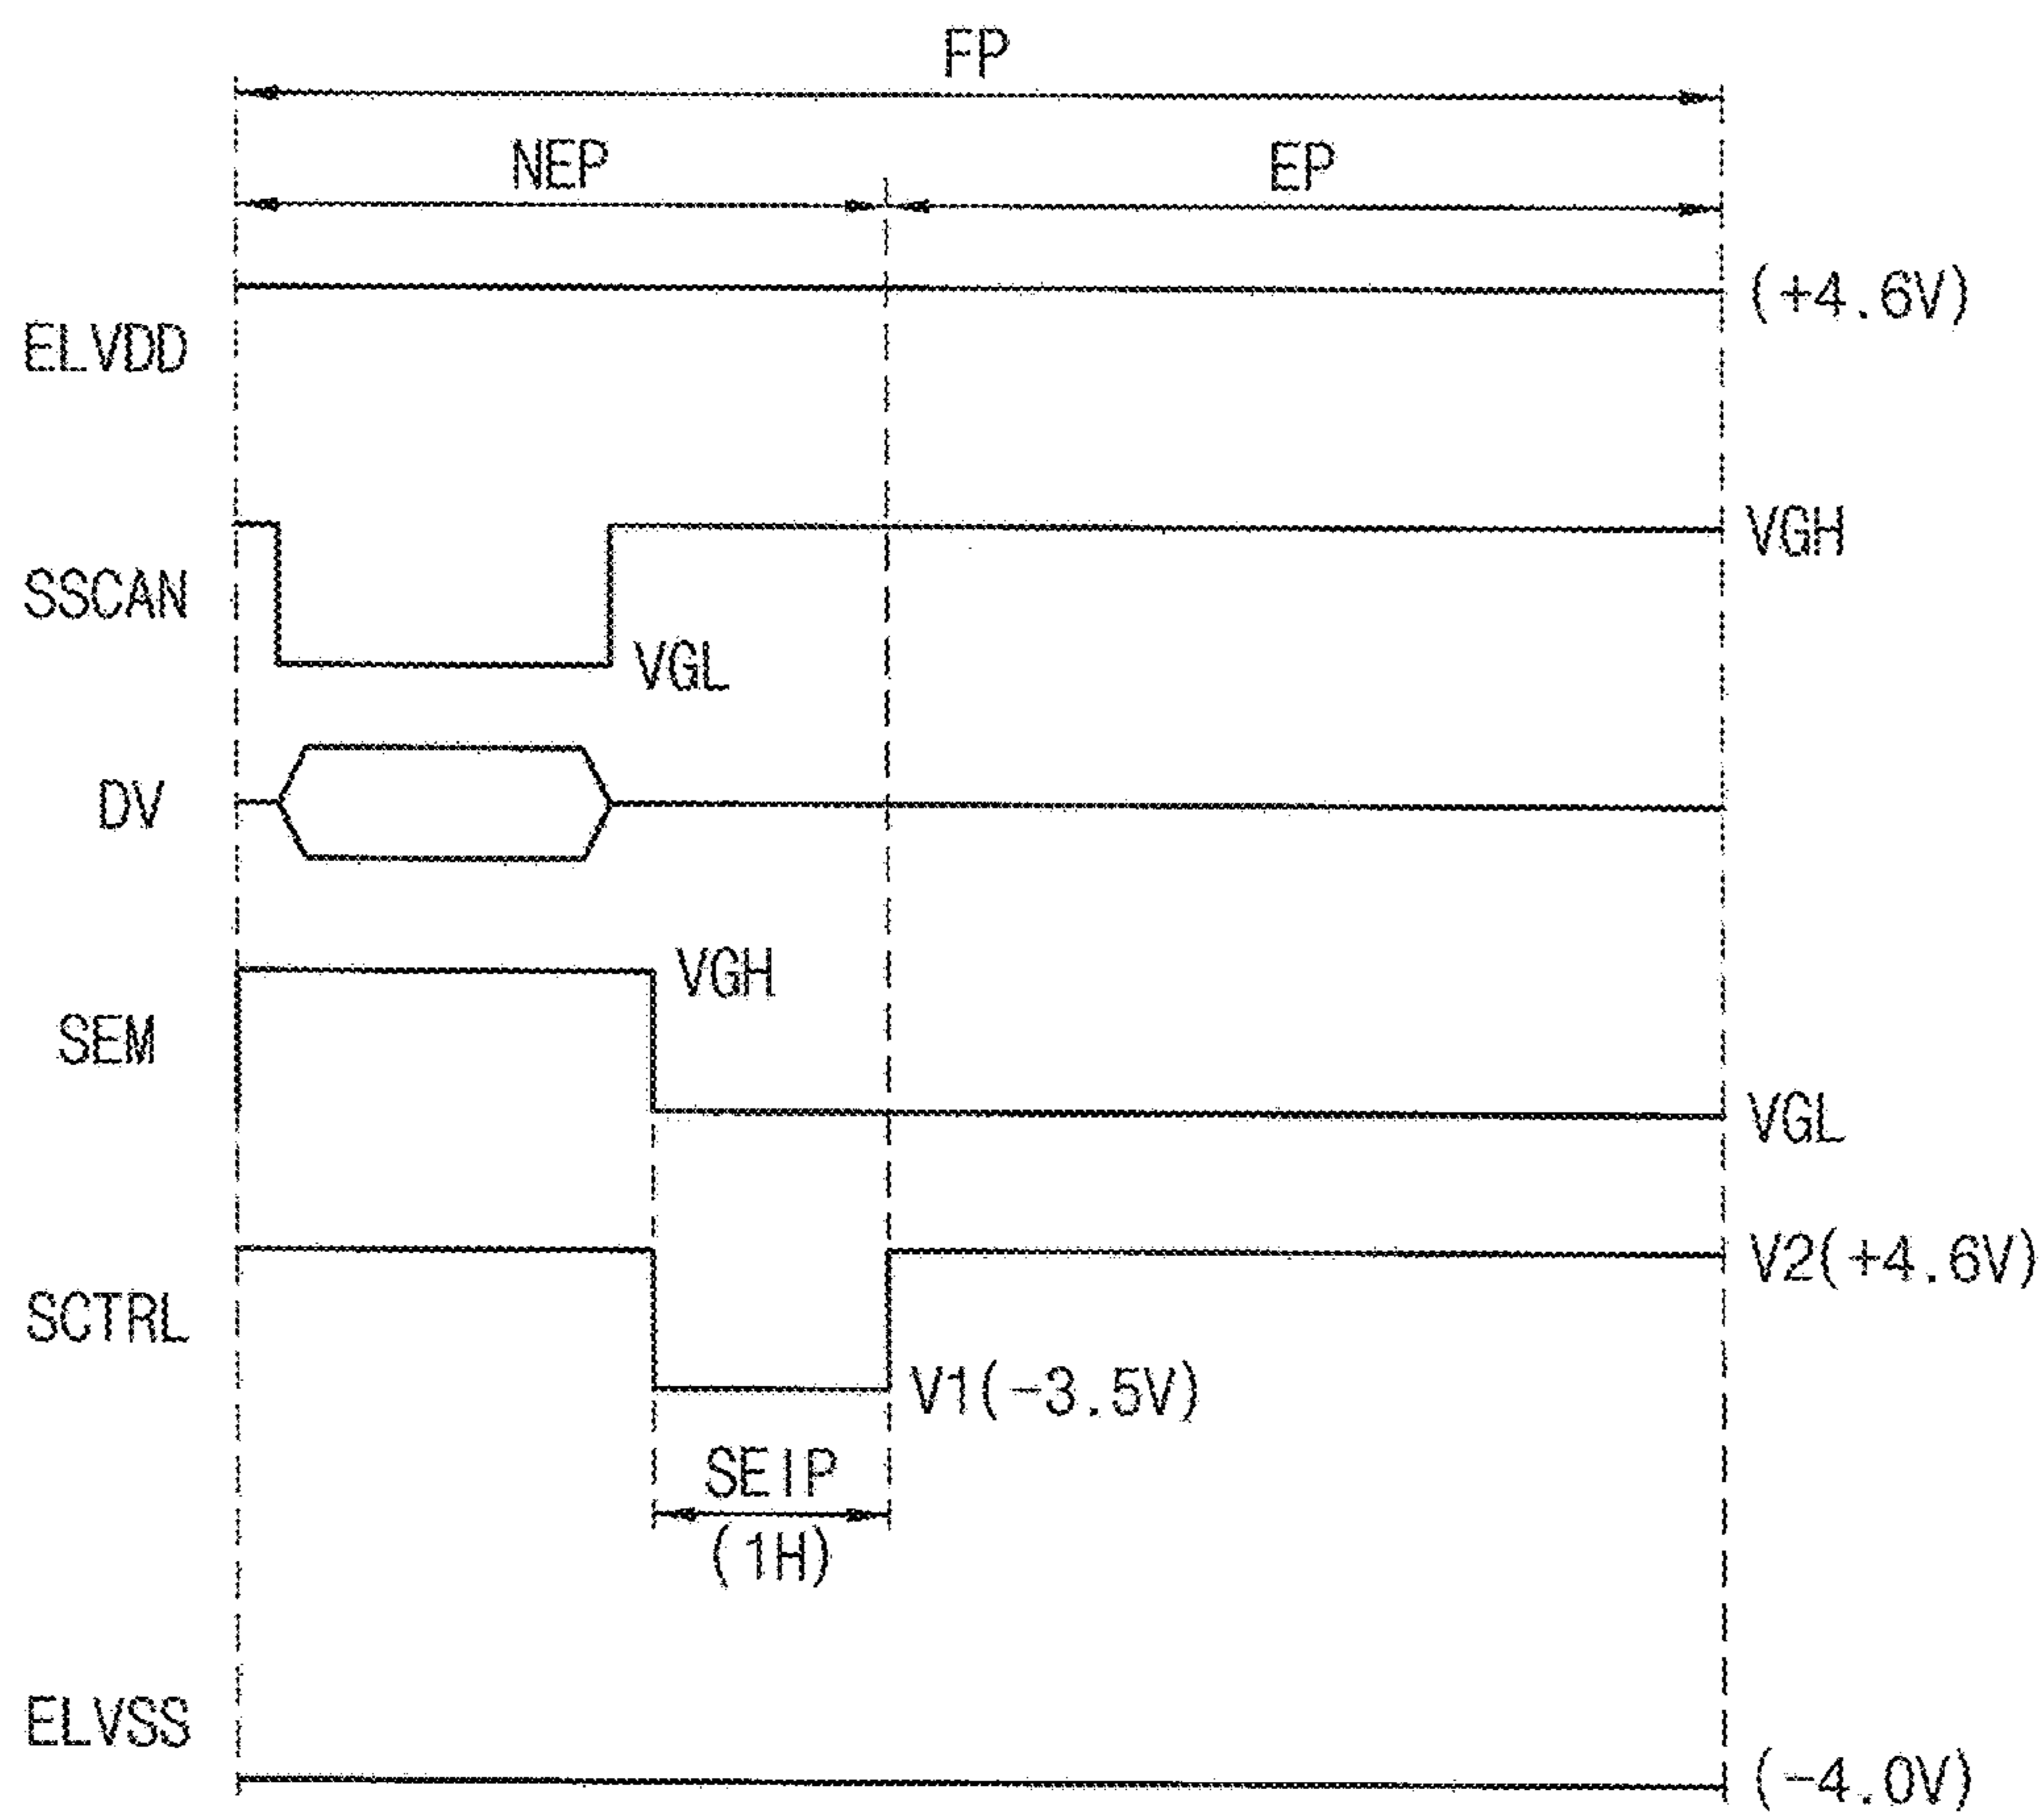 FP
NEP EP
ELVDD (+4.6V)
SSCAN VGH
VGL
DV
VGH
SEM
VGL
SCTRL V2(+4.6V)
V1(-3.5V)
SEIP
(1H)
ELVSS
(-4.0V)